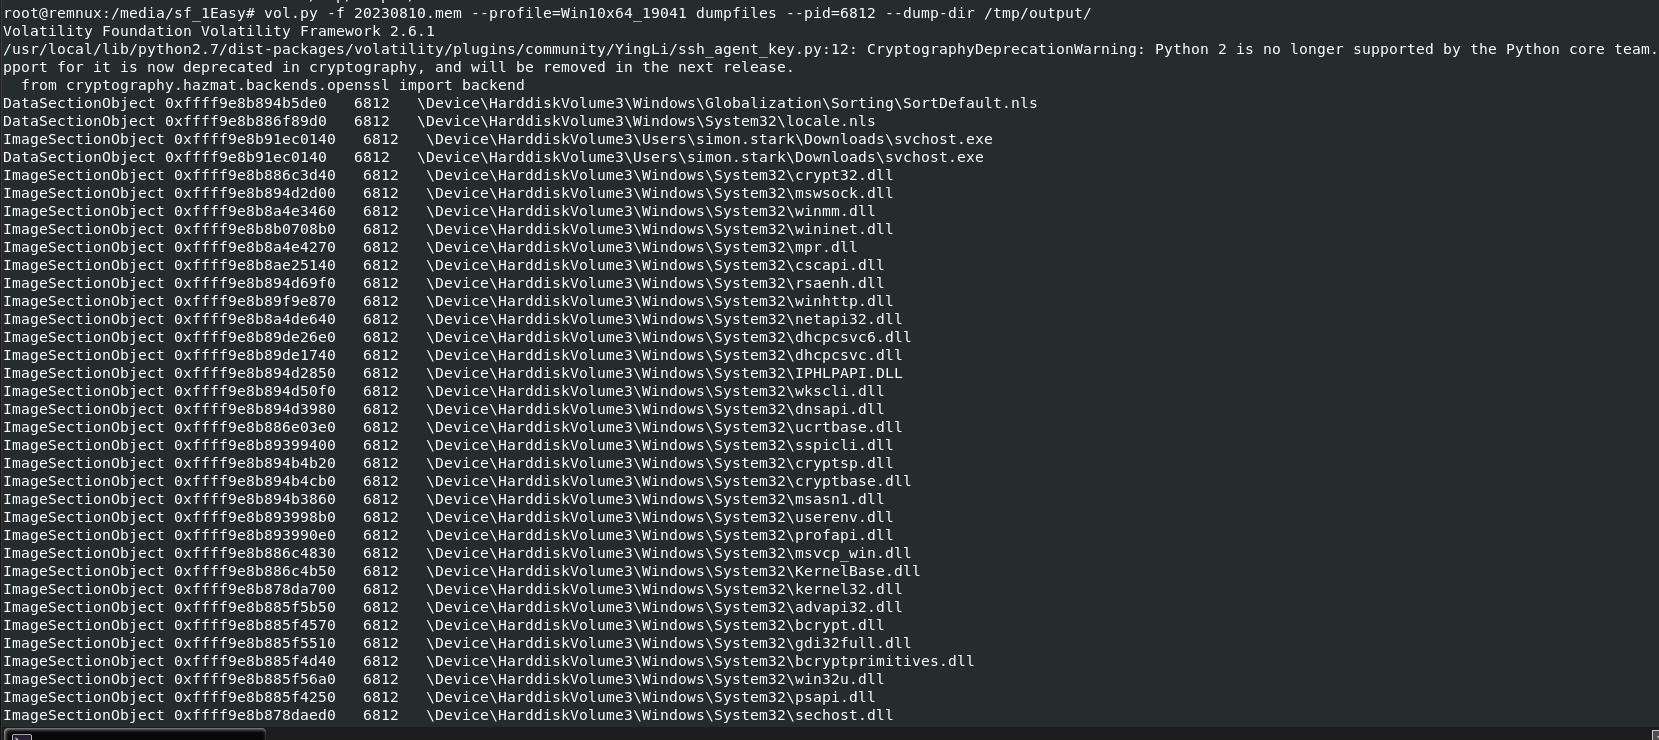 root@remnux:/media/sf_1Easy# vol.py -f 20230810.mem --profile=Win10x64_19041 dumpfiles --pid=6812 --dump-dir /tmp/output/
Volatility Foundation Volatility Framework 2.6.1
/usr/local/lib/python2.7/dist-packages/volatility/plugins/community/YingLi/ssh_agent_key.py:12: CryptographyDeprecationWarning: Python 2 is no longer supported by the Python core team.
pport for it is now deprecated in cryptography, and will be removed in the next release.
  from cryptography.hazmat.backends.openssl import backend
DataSectionObject 0xffff9e8b894b5de0   6812   \Device\HarddiskVolume3\Windows\Globalization\Sorting\SortDefault.nls
DataSectionObject 0xffff9e8b886f89d0   6812   \Device\HarddiskVolume3\Windows\System32\locale.nls
ImageSectionObject 0xffff9e8b91ec0140   6812   \Device\HarddiskVolume3\Users\simon.stark\Downloads\svchost.exe
DataSectionObject 0xffff9e8b91ec0140   6812   \Device\HarddiskVolume3\Users\simon.stark\Downloads\svchost.exe
ImageSectionObject 0xffff9e8b886c3d40   6812   \Device\HarddiskVolume3\Windows\System32\crypt32.dll
ImageSectionObject 0xffff9e8b894d2d00   6812   \Device\HarddiskVolume3\Windows\System32\mswsock.dll
ImageSectionObject 0xffff9e8b8a4e3460   6812   \Device\HarddiskVolume3\Windows\System32\winmm.dll
ImageSectionObject 0xffff9e8b8b0708b0   6812   \Device\HarddiskVolume3\Windows\System32\wininet.dll
ImageSectionObject 0xffff9e8b8a4e4270   6812   \Device\HarddiskVolume3\Windows\System32\mpr.dll
ImageSectionObject 0xffff9e8b8ae25140   6812   \Device\HarddiskVolume3\Windows\System32\cscapi.dll
ImageSectionObject 0xffff9e8b894d69f0   6812   \Device\HarddiskVolume3\Windows\System32\rsaenh.dll
ImageSectionObject 0xffff9e8b89f9e870   6812   \Device\HarddiskVolume3\Windows\System32\winhttp.dll
ImageSectionObject 0xffff9e8b8a4de640   6812   \Device\HarddiskVolume3\Windows\System32\netapi32.dll
ImageSectionObject 0xffff9e8b89de26e0   6812   \Device\HarddiskVolume3\Windows\System32\dhcpcsvc6.dll
ImageSectionObject 0xffff9e8b89de1740   6812   \Device\HarddiskVolume3\Windows\System32\dhcpcsvc.dll
ImageSectionObject 0xffff9e8b894d2850   6812   \Device\HarddiskVolume3\Windows\System32\IPHLPAPI.DLL
ImageSectionObject 0xffff9e8b894d50f0   6812   \Device\HarddiskVolume3\Windows\System32\wkscli.dll
ImageSectionObject 0xffff9e8b894d3980   6812   \Device\HarddiskVolume3\Windows\System32\dnsapi.dll
ImageSectionObject 0xffff9e8b886e03e0   6812   \Device\HarddiskVolume3\Windows\System32\ucrtbase.dll
ImageSectionObject 0xffff9e8b89399400   6812   \Device\HarddiskVolume3\Windows\System32\sspicli.dll
ImageSectionObject 0xffff9e8b894b4b20   6812   \Device\HarddiskVolume3\Windows\System32\cryptsp.dll
ImageSectionObject 0xffff9e8b894b4cb0   6812   \Device\HarddiskVolume3\Windows\System32\cryptbase.dll
ImageSectionObject 0xffff9e8b894b3860   6812   \Device\HarddiskVolume3\Windows\System32\msasn1.dll
ImageSectionObject 0xffff9e8b893998b0   6812   \Device\HarddiskVolume3\Windows\System32\userenv.dll
ImageSectionObject 0xffff9e8b893990e0   6812   \Device\HarddiskVolume3\Windows\System32\profapi.dll
ImageSectionObject 0xffff9e8b886c4830   6812   \Device\HarddiskVolume3\Windows\System32\msvcp_win.dll
ImageSectionObject 0xffff9e8b886c4b50   6812   \Device\HarddiskVolume3\Windows\System32\KernelBase.dll
ImageSectionObject 0xffff9e8b878da700   6812   \Device\HarddiskVolume3\Windows\System32\kernel32.dll
ImageSectionObject 0xffff9e8b885f5b50   6812   \Device\HarddiskVolume3\Windows\System32\advapi32.dll
ImageSectionObject 0xffff9e8b885f4570   6812   \Device\HarddiskVolume3\Windows\System32\bcrypt.dll
ImageSectionObject 0xffff9e8b885f5510   6812   \Device\HarddiskVolume3\Windows\System32\gdi32full.dll
ImageSectionObject 0xffff9e8b885f4d40   6812   \Device\HarddiskVolume3\Windows\System32\bcryptprimitives.dll
ImageSectionObject 0xffff9e8b885f56a0   6812   \Device\HarddiskVolume3\Windows\System32\win32u.dll
ImageSectionObject 0xffff9e8b885f4250   6812   \Device\HarddiskVolume3\Windows\System32\psapi.dll
ImageSectionObject 0xffff9e8b878daed0   6812   \Device\HarddiskVolume3\Windows\System32\sechost.dll